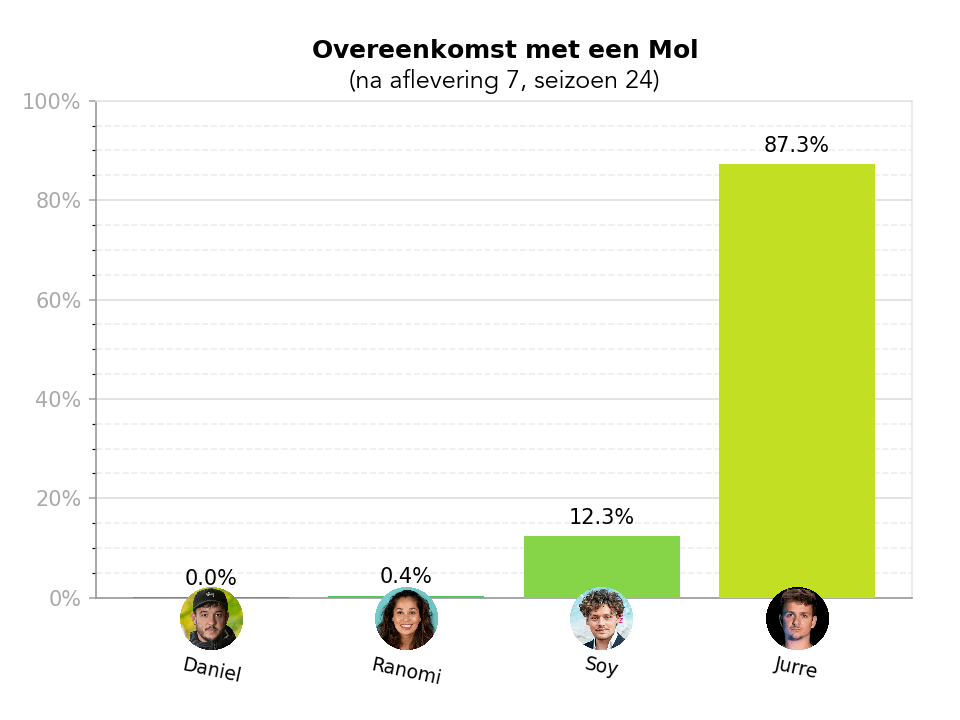 Overeenkomst met een Mol
(na aflevering 7, seizoen 24)
100%
80%
60%
40%
20%
0%
0.0%
0.4%
12.3%
87.3%
Daniel
Ranomi
Soy
Jurre